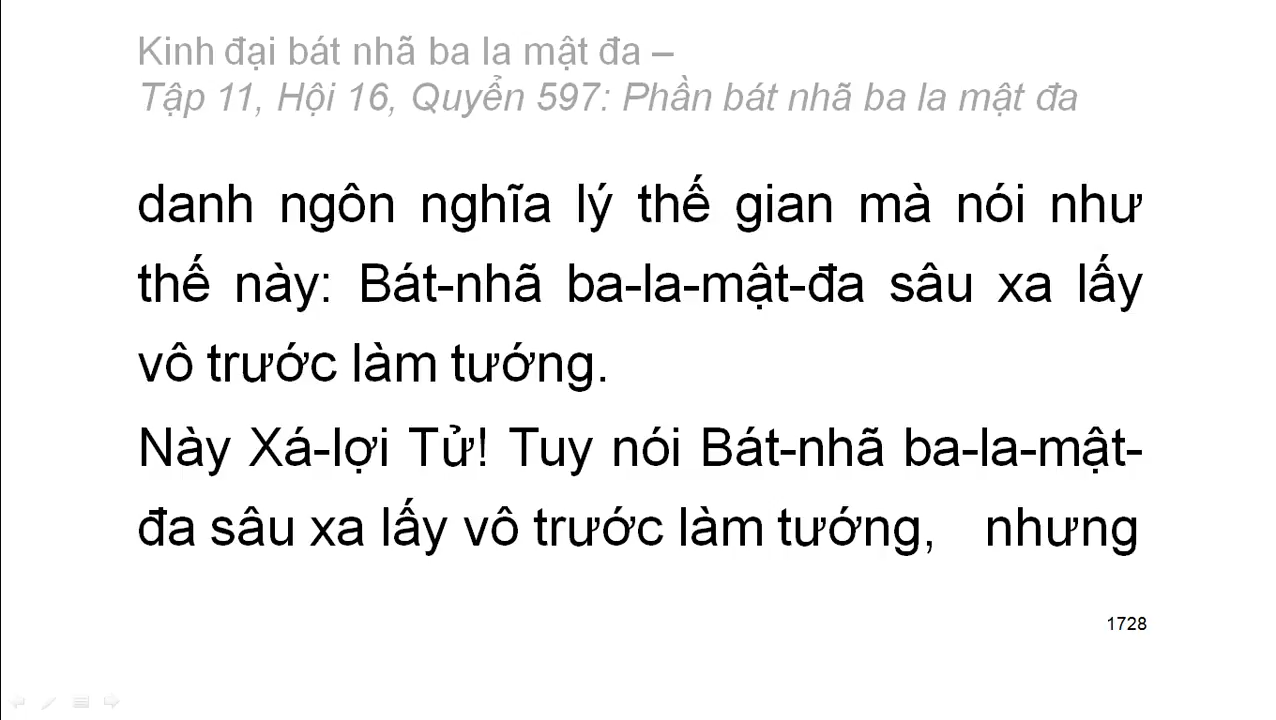 Kinh đại bát nhã ba la mật đa –
Tập 11, Hội 16, Quyển 597: Phần bát nhã ba la mật đa
danh ngôn nghĩa lý thế gian mà nói như
thế này: Bát-nhã ba-la-mật-đa sâu xa lấy
vô trước làm tướng.
Này Xá-lợi Tử! Tuy nói Bát-nhã ba-la-mật-
đa sâu xa lấy vô trước làm tướng, nhưng
1728